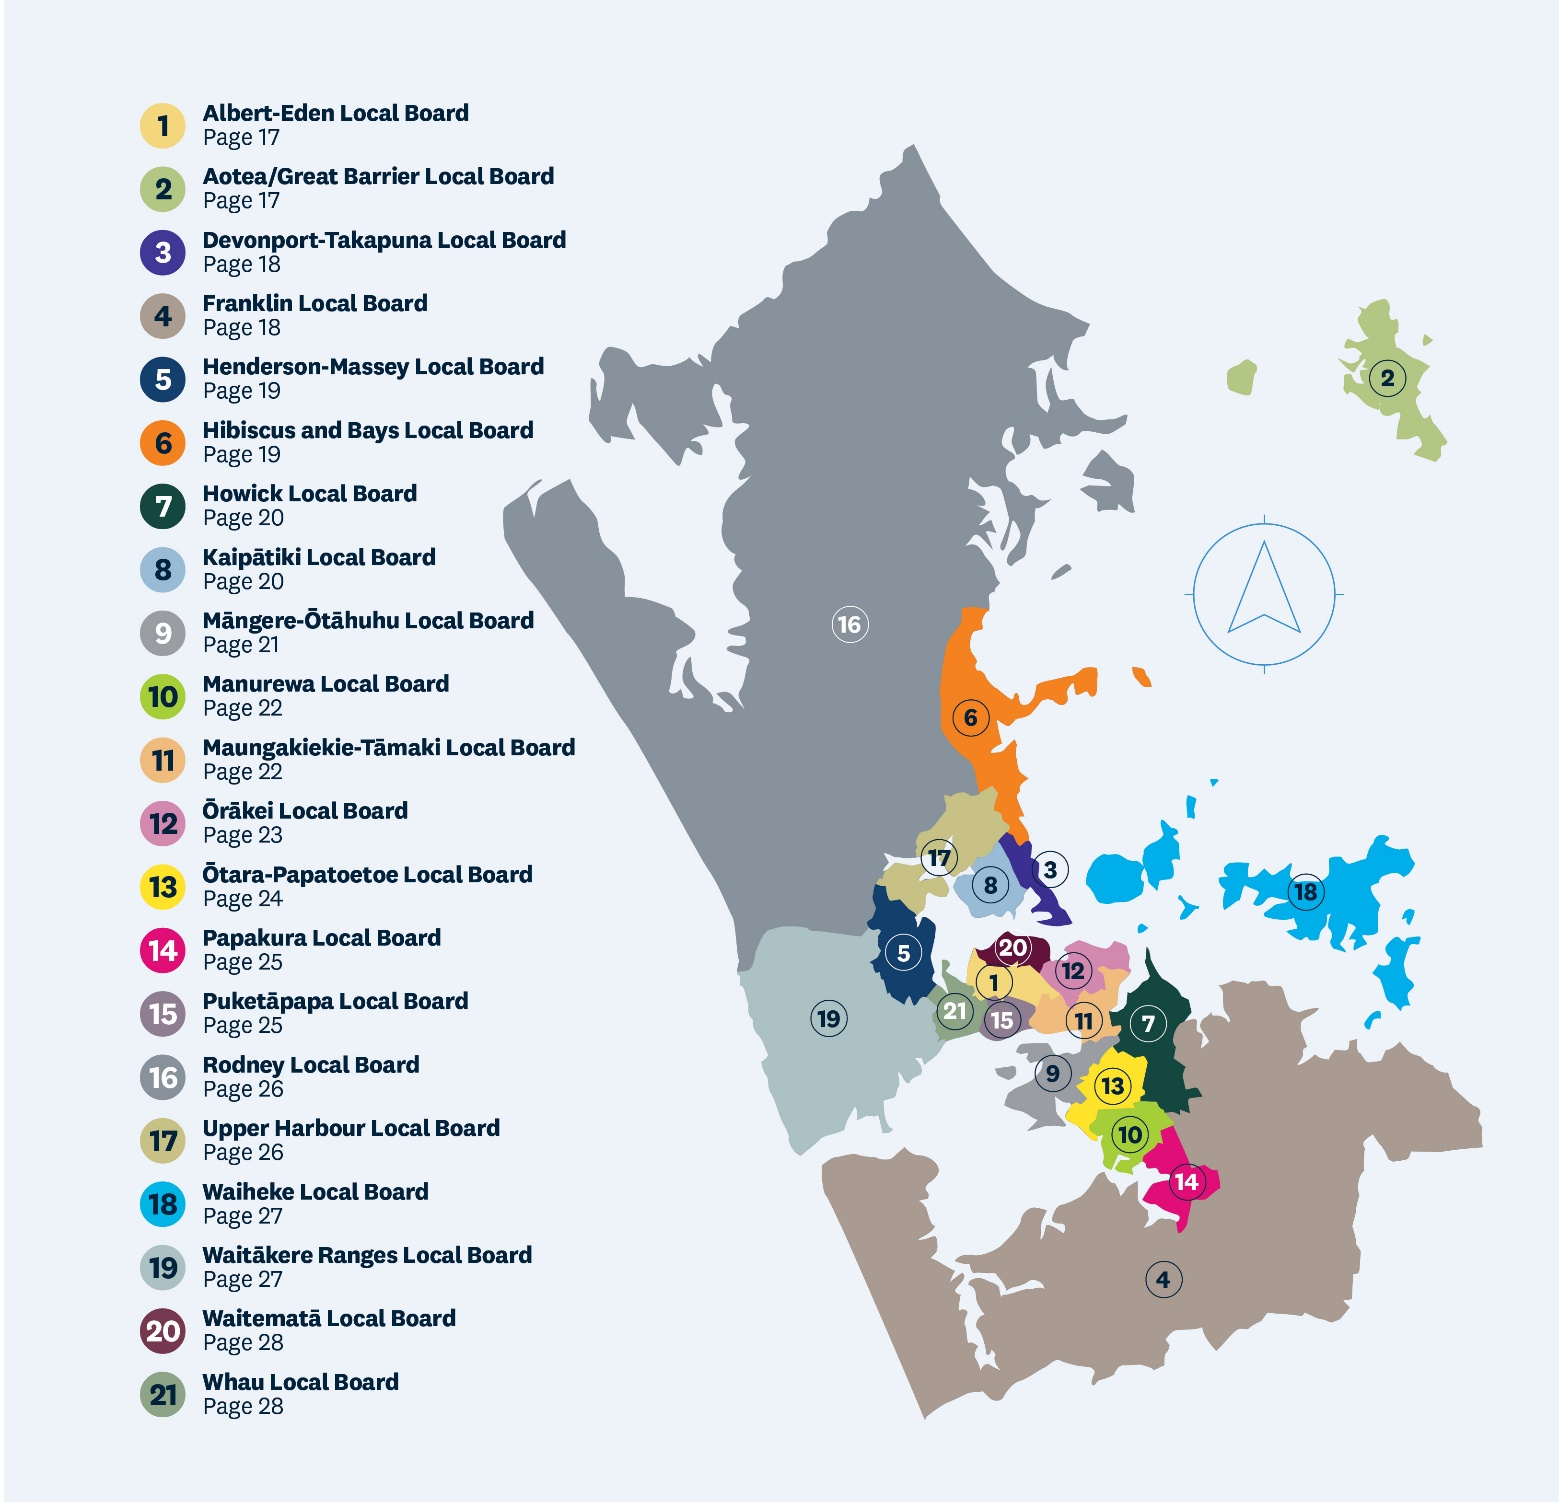 1
Albert-Eden Local Board
Page 17
2
Aotea/Great Barrier Local Board
Page 17
3
Devonport-Takapuna Local Board
Page 18
4
Franklin Local Board
Page 18
5
Henderson-Massey Local Board
Page 19
6
Hibiscus and Bays Local Board
Page 19
7
Howick Local Board
Page 20
8
Kaipātiki Local Board
Page 20
9
Māngere-Ōtāhuhu Local Board
Page 21
10
Manurewa Local Board
Page 22
11
Maungakiekie-Tāmaki Local Board
Page 22
12
Ōrākei Local Board
Page 23
13
Ōtara-Papatoetoe Local Board
Page 24
14
Papakura Local Board
Page 25
15
Puketāpapa Local Board
Page 25
16
Rodney Local Board
Page 26
17
Upper Harbour Local Board
Page 26
18
Waiheke Local Board
Page 27
19
Waitākere Ranges Local Board
Page 27
20
Waitematā Local Board
Page 28
21
Whau Local Board
Page 28
2
16
6
17
3
8
18
5
20
12
1
21
15
11
7
19
9
13
10
14
4